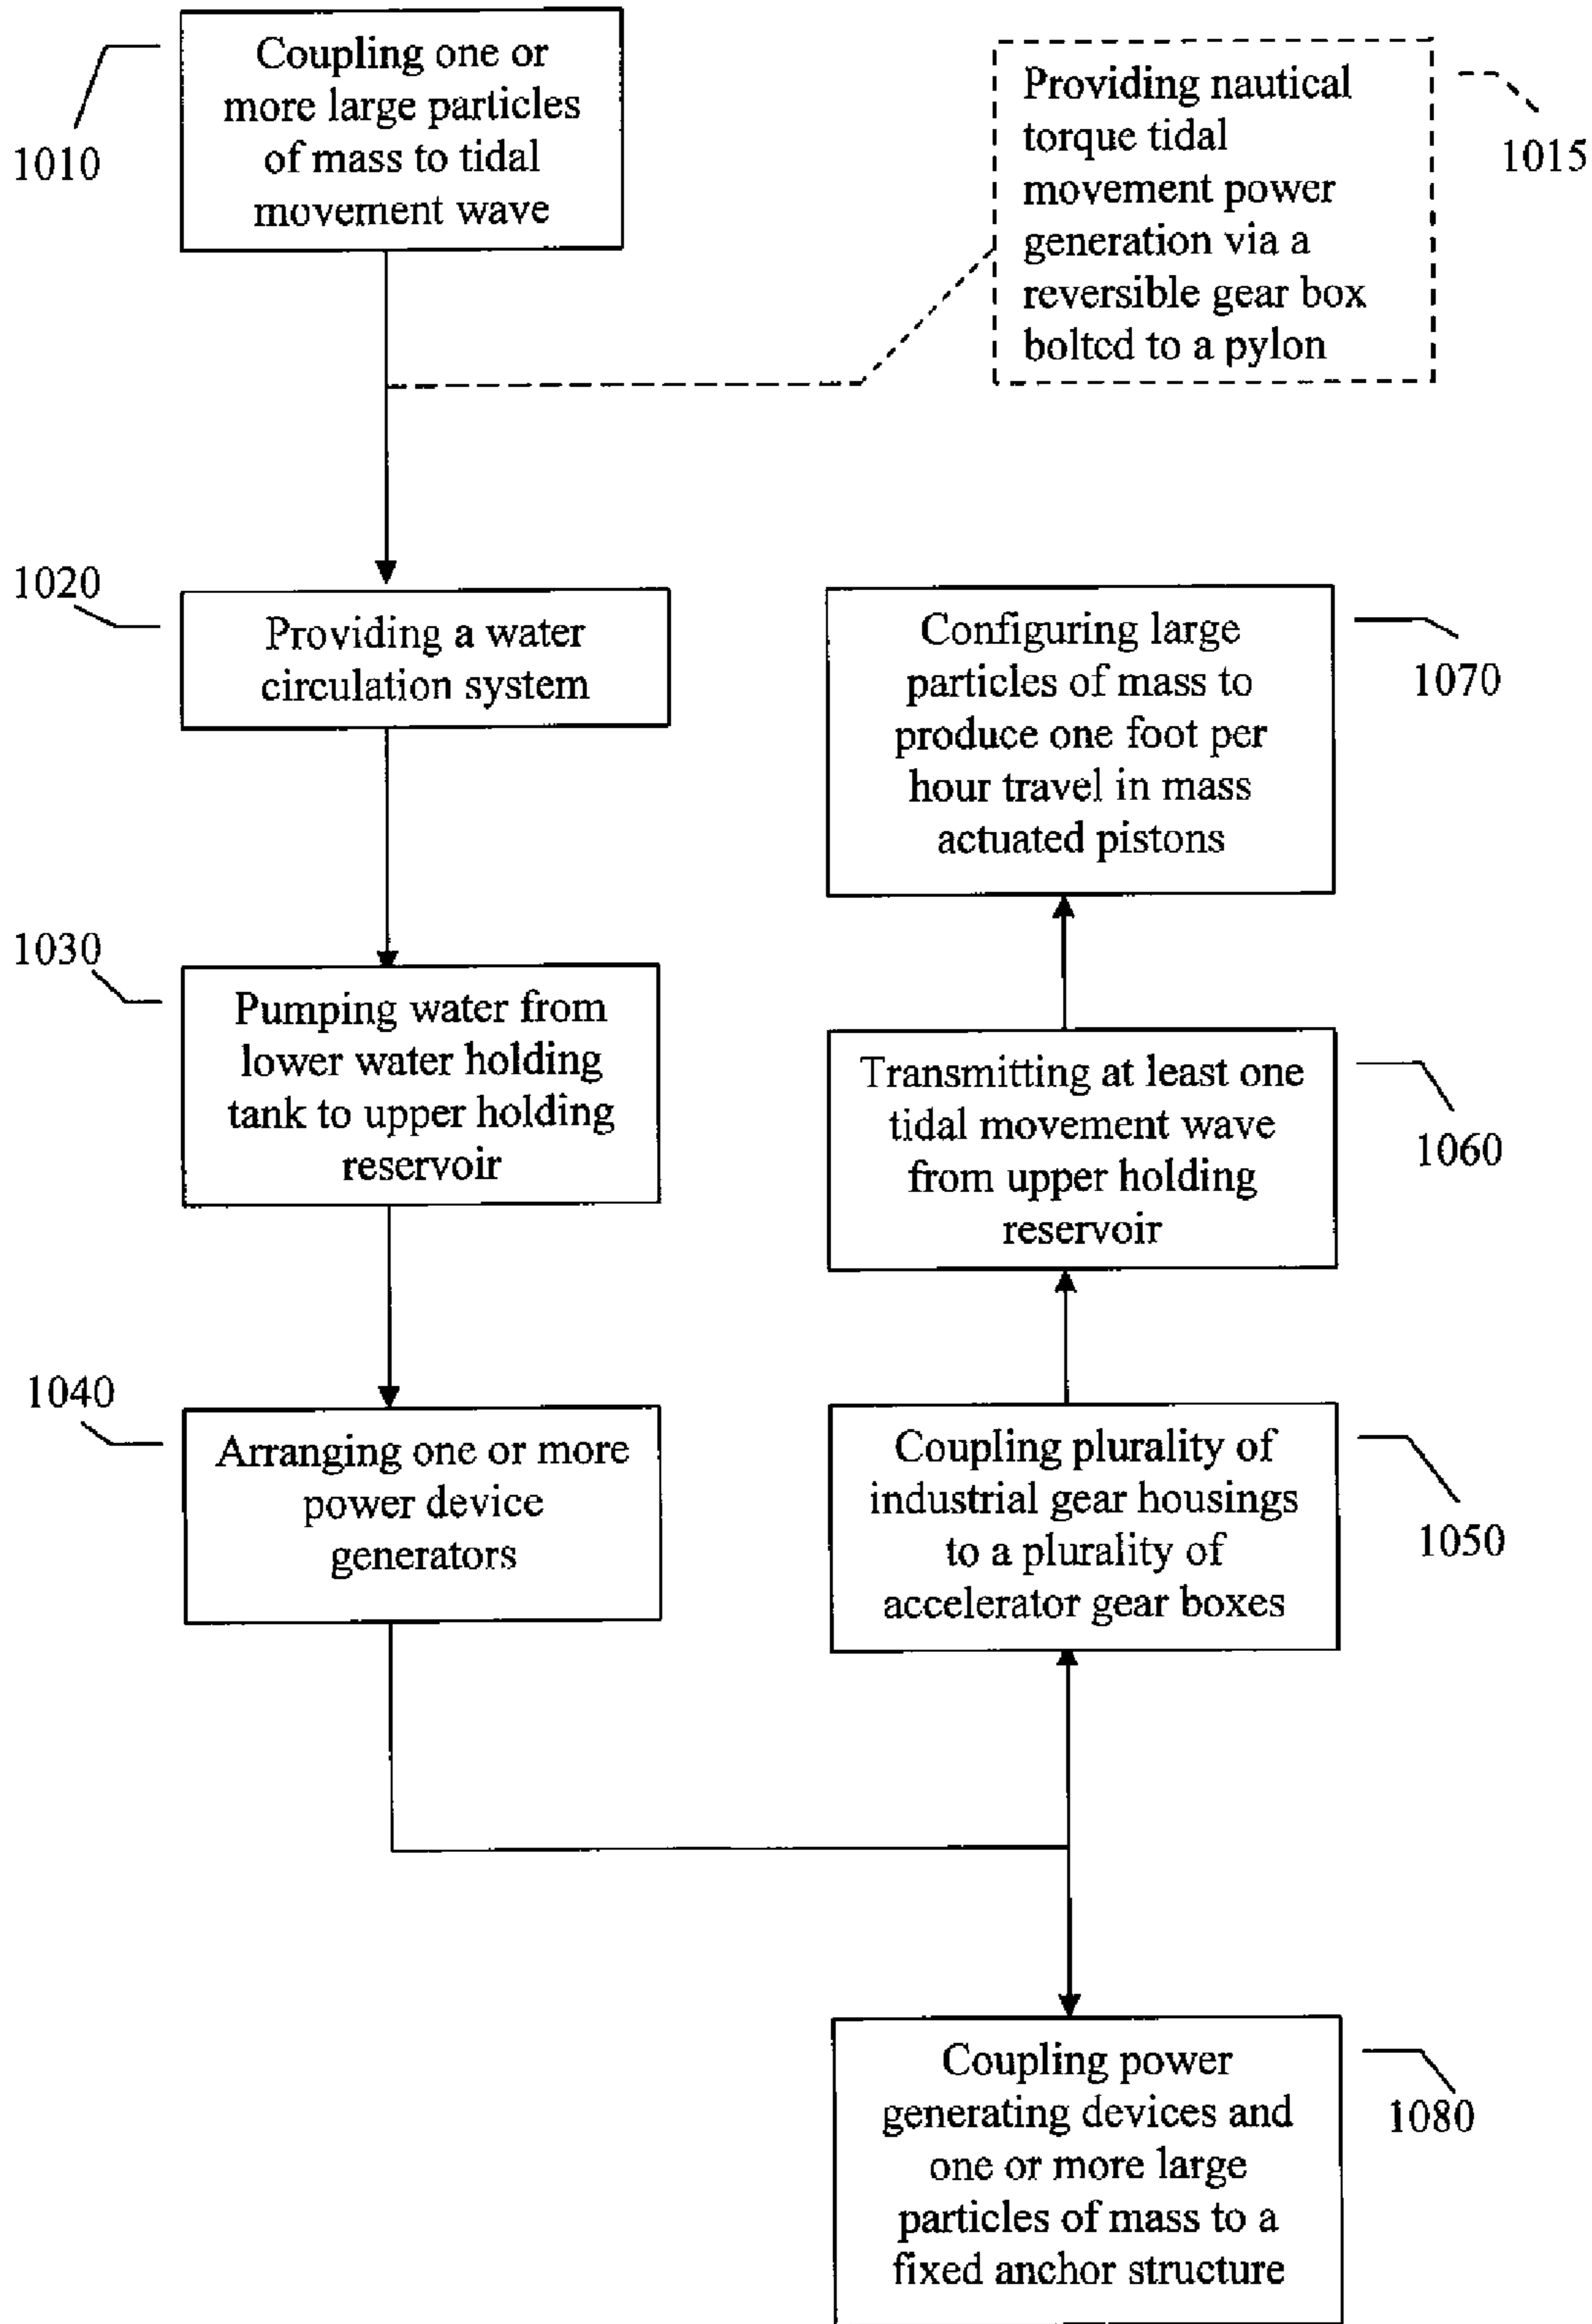 Coupling one or
more large particles
of mass to tidal
movement wave
1010
Providing nautical
torque tidal
movement power
generation via a
reversible gear box
bolted to a pylon
1015
1020
Providing a water
circulation system
1030
Pumping water from
lower water holding
tank to upper holding
reservoir
1040
Arranging one or more
power device
generators
Configuring large
particles of mass to
produce one foot per
hour travel in mass
actuated pistons
1070
Transmitting at least one
tidal movement wave
from upper holding
reservoir
1060
Coupling plurality of
industrial gear housings
to a plurality of
accelerator gear boxes
1050
Coupling power
generating devices and
one or more large
particles of mass to a
fixed anchor structure
1080